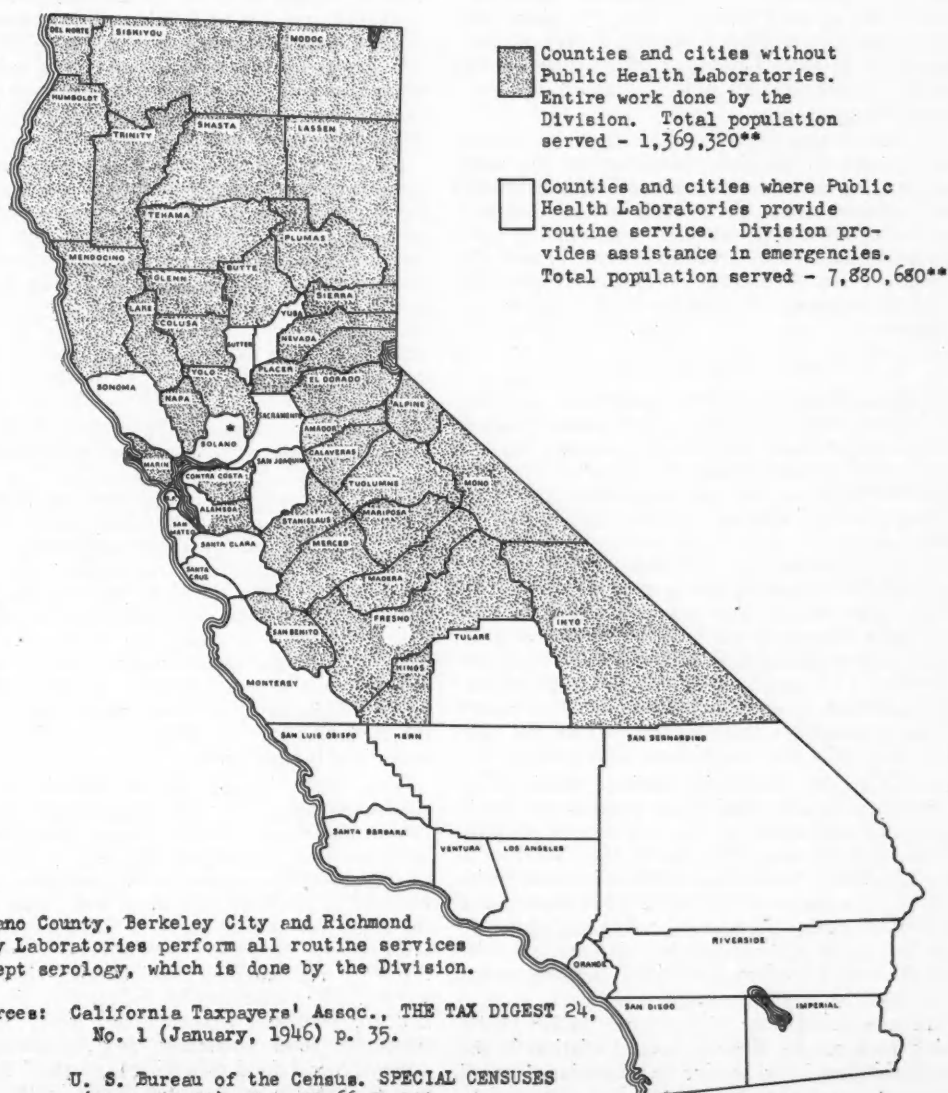 Counties and cities without
Public Health Laboratories.
Entire work done by the
Division. Total population
served - 1,369,320**
Counties and cities where Public
Health Laboratories provide
routine service. Division pro-
vides assistance in emergencies.
Total population served - 7,880,680**
DEL NORTE
SISKIYOU
MODOC
HUMBOLDT
TRINITY
SHASTA
LASSEN
TEHAMA
PLUMAS
MENDOCINO
GLENN
BUTTE
SIERRA
LAKE
COLUSA
SUTTER
YUBA
NEVADA
PLACER
SONOMA
NAPA
YOLO
EL DORADO
SOLANO
*
SACRAMENTO
AMADOR
ALPINE
MARIN
CONTRA COSTA
SAN JOAQUIN
CALAVERAS
TUOLUMNE
MONO
ALAMEDA
STANISLAUS
MARIPOSA
SAN MATEO
SANTA CLARA
MERCED
SANTA CRUZ
MADERA
SAN BENITO
FRESNO
INYO
TULARE
KINGS
MONTEREY
SAN LUIS OBISPO
KERN
SAN BERNARDINO
SANTA BARBARA
VENTURA
LOS ANGELES
ORANGE
RIVERSIDE
SAN DIEGO
IMPERIAL
ano County, Berkeley City and Richmond
y Laboratories perform all routine services
ept serology, which is done by the Division.
rces: California Taxpayers' Assoc., THE TAX DIGEST 24,
No. 1 (January, 1946) p. 35.
U. S. Bureau of the Census. SPECIAL CENSUSES